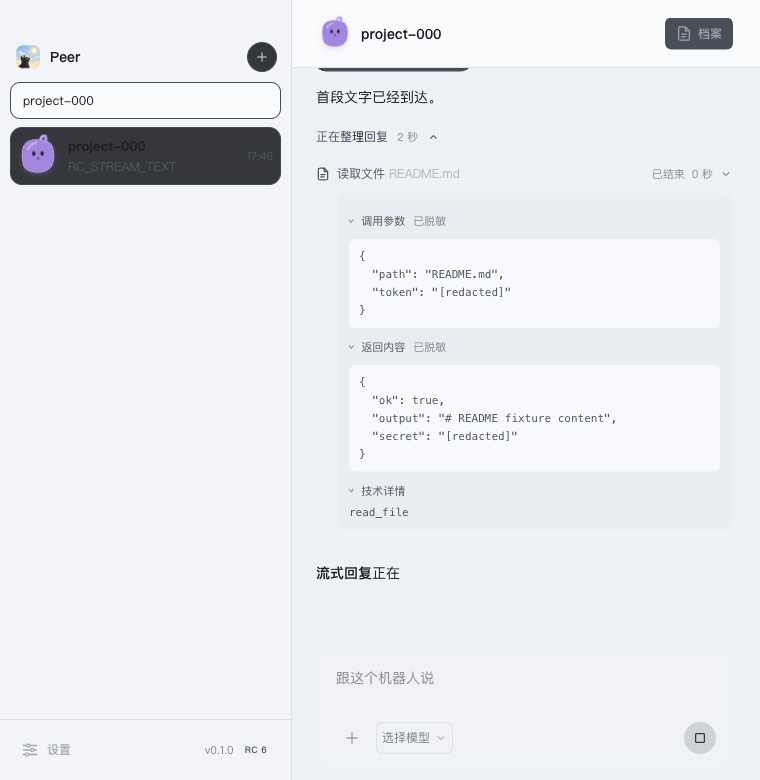 Peer
project-000
project-000
RC_STREAM_TEXT
17:46
设置
v0.1.0
RC 6
project-000
档案
首段文字已经到达。
正在整理回复 2 秒
读取文件 README.md
已结束 0 秒
调用参数 已脱敏
{
"path": "README.md",
"token": "[redacted]"
}
返回内容 已脱敏
{
"ok": true,
"output": "# README fixture content",
"secret": "[redacted]"
}
技术详情
read_file
流式回复正在
跟这个机器人说
选择模型